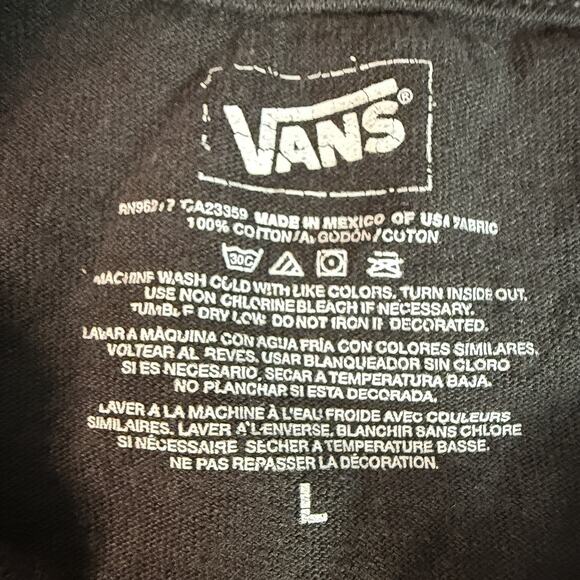 VANS®
CA23359 MADE IN MEXICO OF USA FABRIC
100% COTTON/ALGODÓN/COTON
30C
MACHINE WASH COLD WITH LIKE COLORS. TURN INSIDE OUT.
USE NON CHLORINE BLEACH IF NECESSARY.
TUMBLE DRY LOW. DO NOT IRON IF DECORATED.
LAVAR A MÁQUINA CON AGUA FRÍA CON COLORES SIMILARES.
VOLTEAR AL REVES. USAR BLANQUEADOR SIN CLORO
SI ES NECESARIO. SECAR A TEMPERATURA BAJA.
NO PLANCHAR SI ESTA DECORADA.
LAVER A LA MACHINE À L'EAU FROIDE AVEC COULEURS
SIMILAIRES. LAVER A L'ENVERSE. BLANCHIR SANS CHLORE
SI NÉCESSAIRE SECHER A TEMPERATURE BASSE.
NE PAS REPASSER LA DÉCORATION.
L